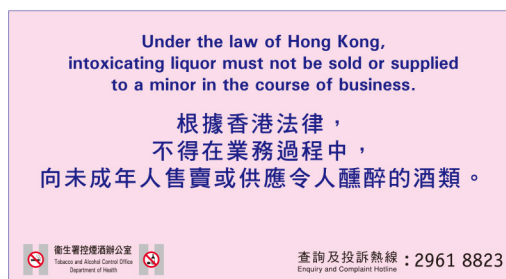 Under the law of Hong Kong,
intoxicating liquor must not be sold or supplied
to a minor in the course of business.
根據香港法律，
不得在業務過程中，
向未成年人售賣或供應令人醺醉的酒類。
衞生署控煙酒辦公室
Tobacco and Alcohol Control Office
Department of Health
查詢及投訴熱線：2961 8823
Enquiry and Complaint Hotline